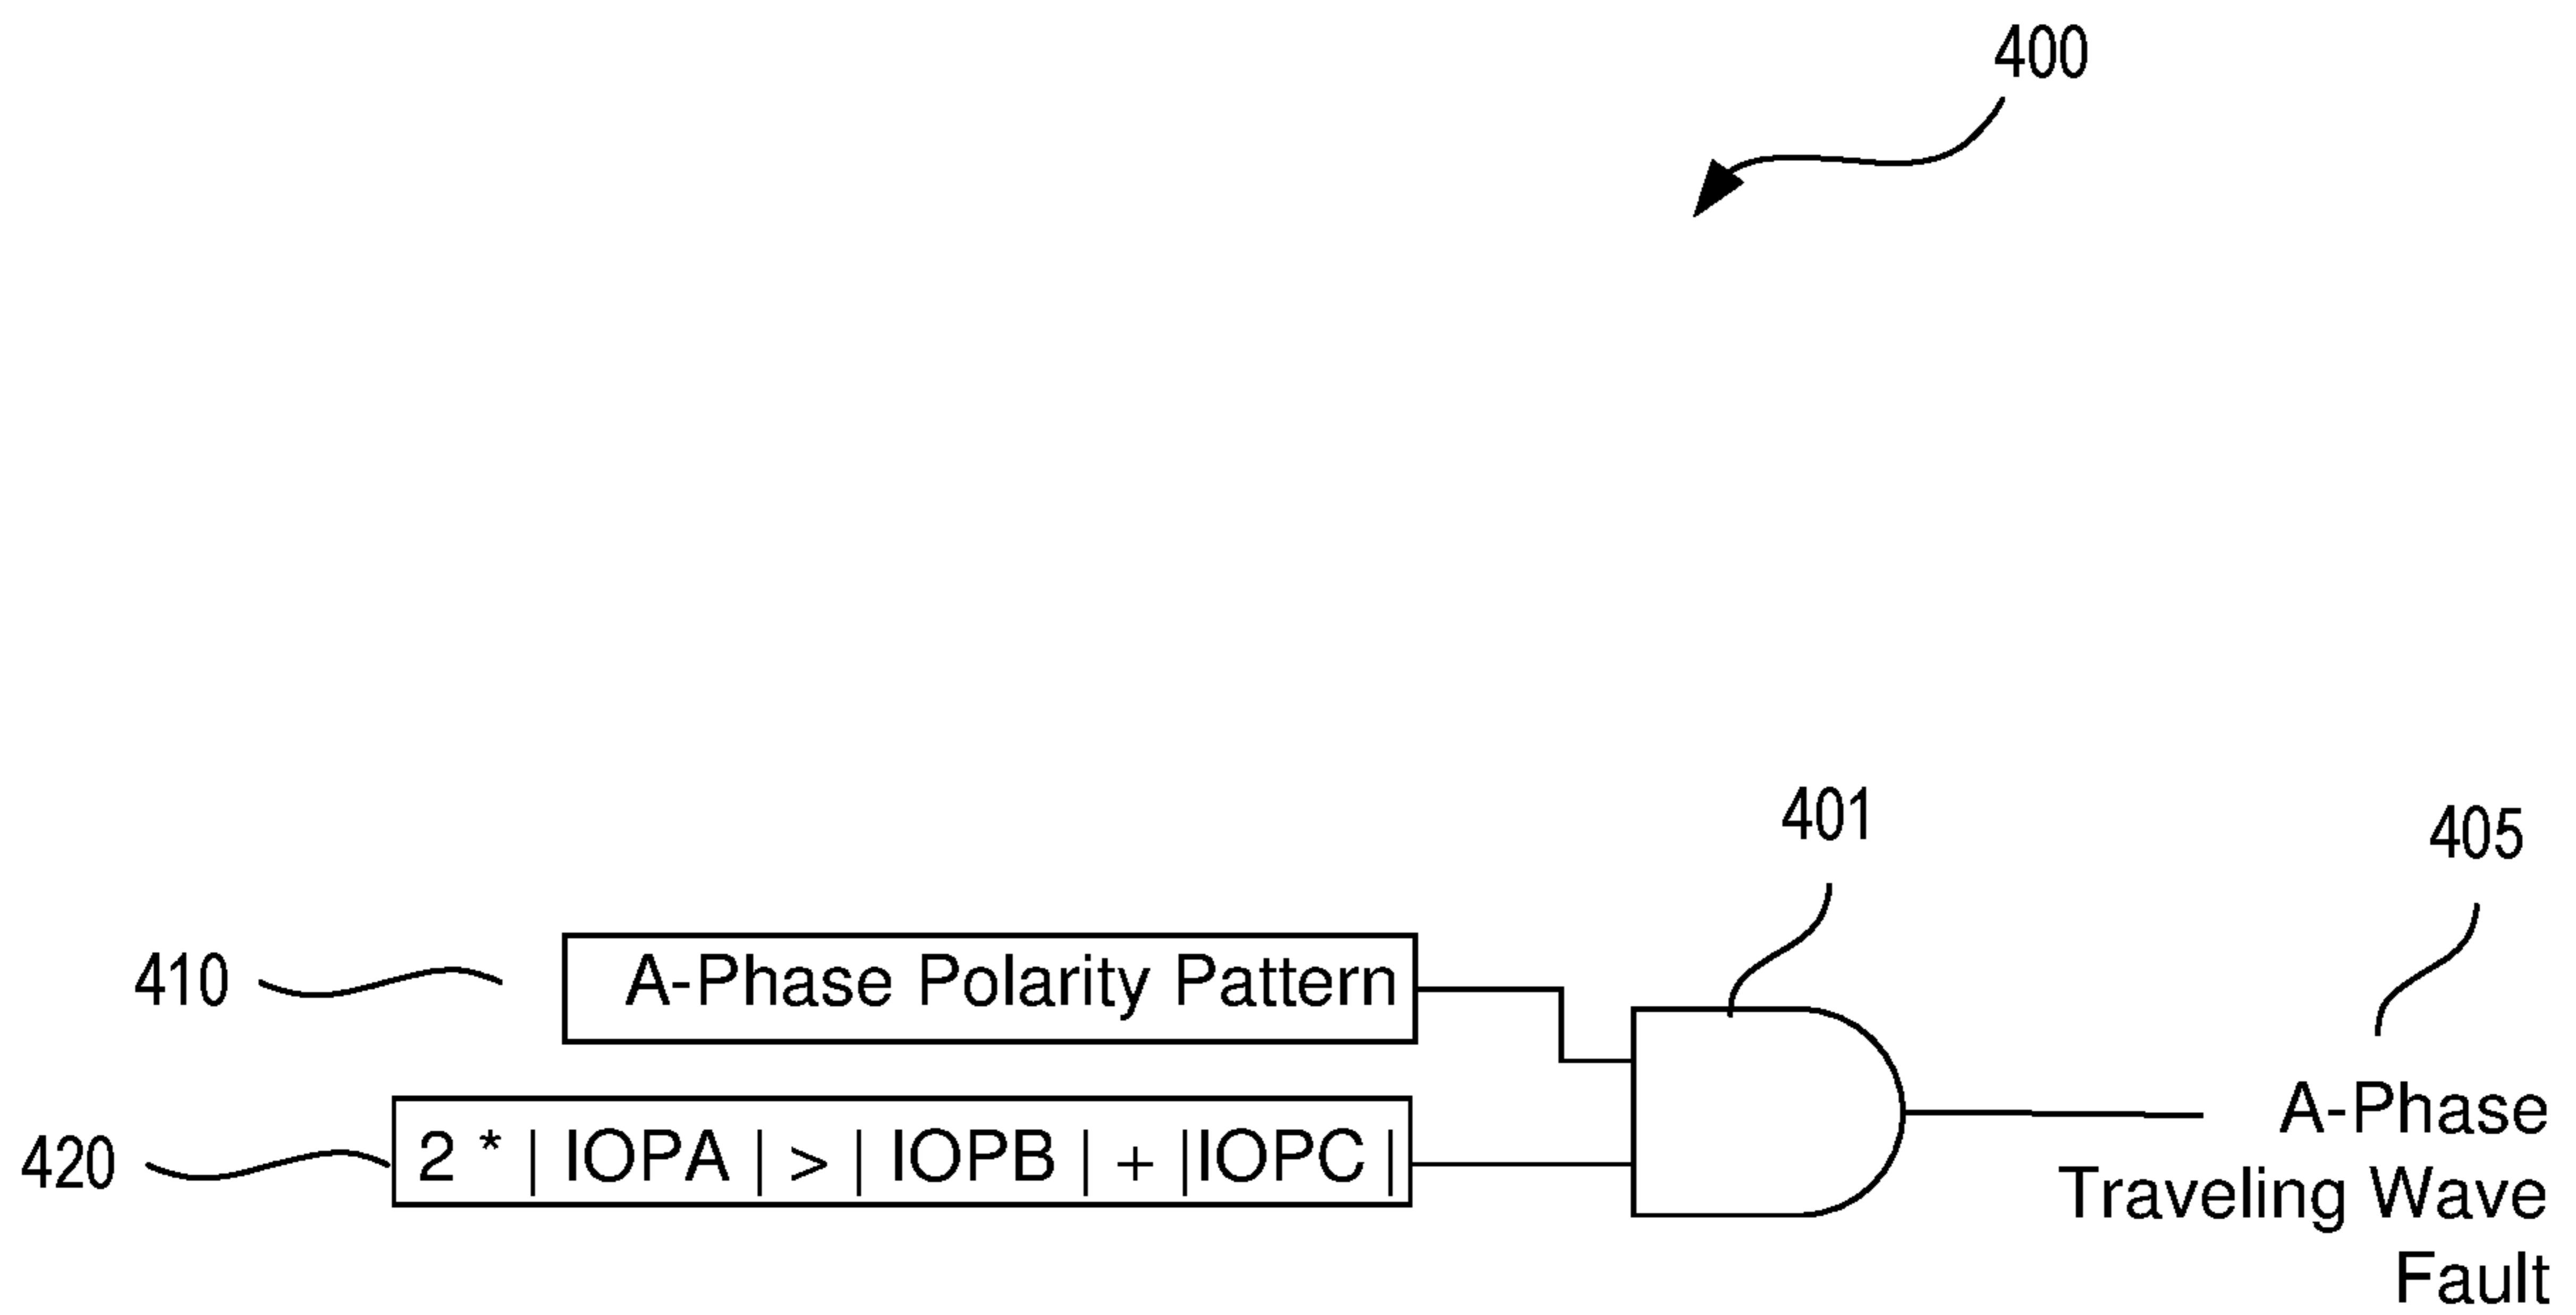 400
401
405
410
A-Phase Polarity Pattern
420
2 * | IOPA | > | IOPB | + |IOPC |
A-Phase
Traveling Wave
Fault